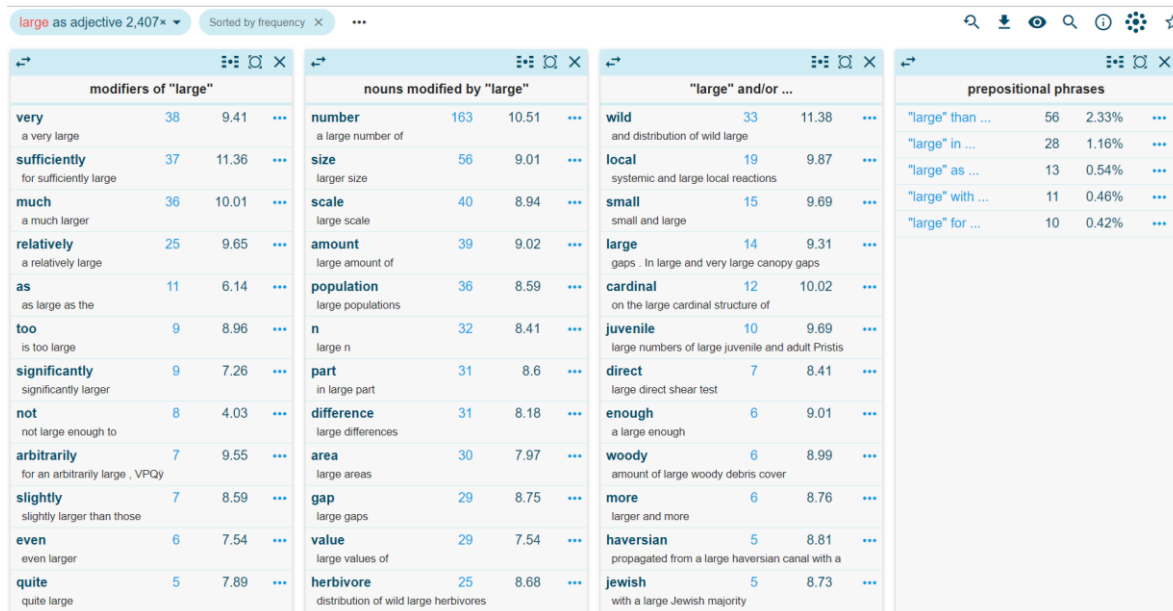 large as adjective 2,407× Sorted by frequency
modifiers of "large"
very 38 9.41
a very large
sufficiently 37 11.36
for sufficiently large
much 36 10.01
a much larger
relatively 25 9.65
a relatively large
as 11 6.14
as large as the
too 9 8.96
is too large
significantly 9 7.26
significantly larger
not 8 4.03
not large enough to
arbitrarily 7 9.55
for an arbitrarily large , VPQÿ
slightly 7 8.59
slightly larger than those
even 6 7.54
even larger
quite 5 7.89
quite large
nouns modified by "large"
number 163 10.51
a large number of
size 56 9.01
larger size
scale 40 8.94
large scale
amount 39 9.02
large amount of
population 36 8.59
large populations
n 32 8.41
large n
part 31 8.6
in large part
difference 31 8.18
large differences
area 30 7.97
large areas
gap 29 8.75
large gaps
value 29 7.54
large values of
herbivore 25 8.68
distribution of wild large herbivores
"large" and/or ...
wild 33 11.38
and distribution of wild large
local 19 9.87
systemic and large local reactions
small 15 9.69
small and large
large 14 9.31
gaps . In large and very large canopy gaps
cardinal 12 10.02
on the large cardinal structure of
juvenile 10 9.69
large numbers of large juvenile and adult Pristis
direct 7 8.41
large direct shear test
enough 6 9.01
a large enough
woody 6 8.99
amount of large woody debris cover
more 6 8.76
larger and more
haversian 5 8.81
propagated from a large haversian canal with a
jewish 5 8.73
with a large Jewish majority
prepositional phrases
"large" than ... 56 2.33%
"large" in ... 28 1.16%
"large" as ... 13 0.54%
"large" with ... 11 0.46%
"large" for ... 10 0.42%